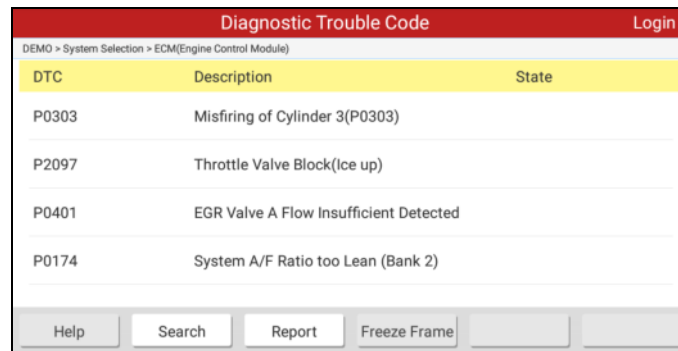 Diagnostic Trouble Code Login
DEMO > System Selection > ECM(Engine Control Module)
DTC Description State
P0303 Misfiring of Cylinder 3(P0303)
P2097 Throttle Valve Block(Ice up)
P0401 EGR Valve A Flow Insufficient Detected
P0174 System A/F Ratio too Lean (Bank 2)
Help Search Report Freeze Frame